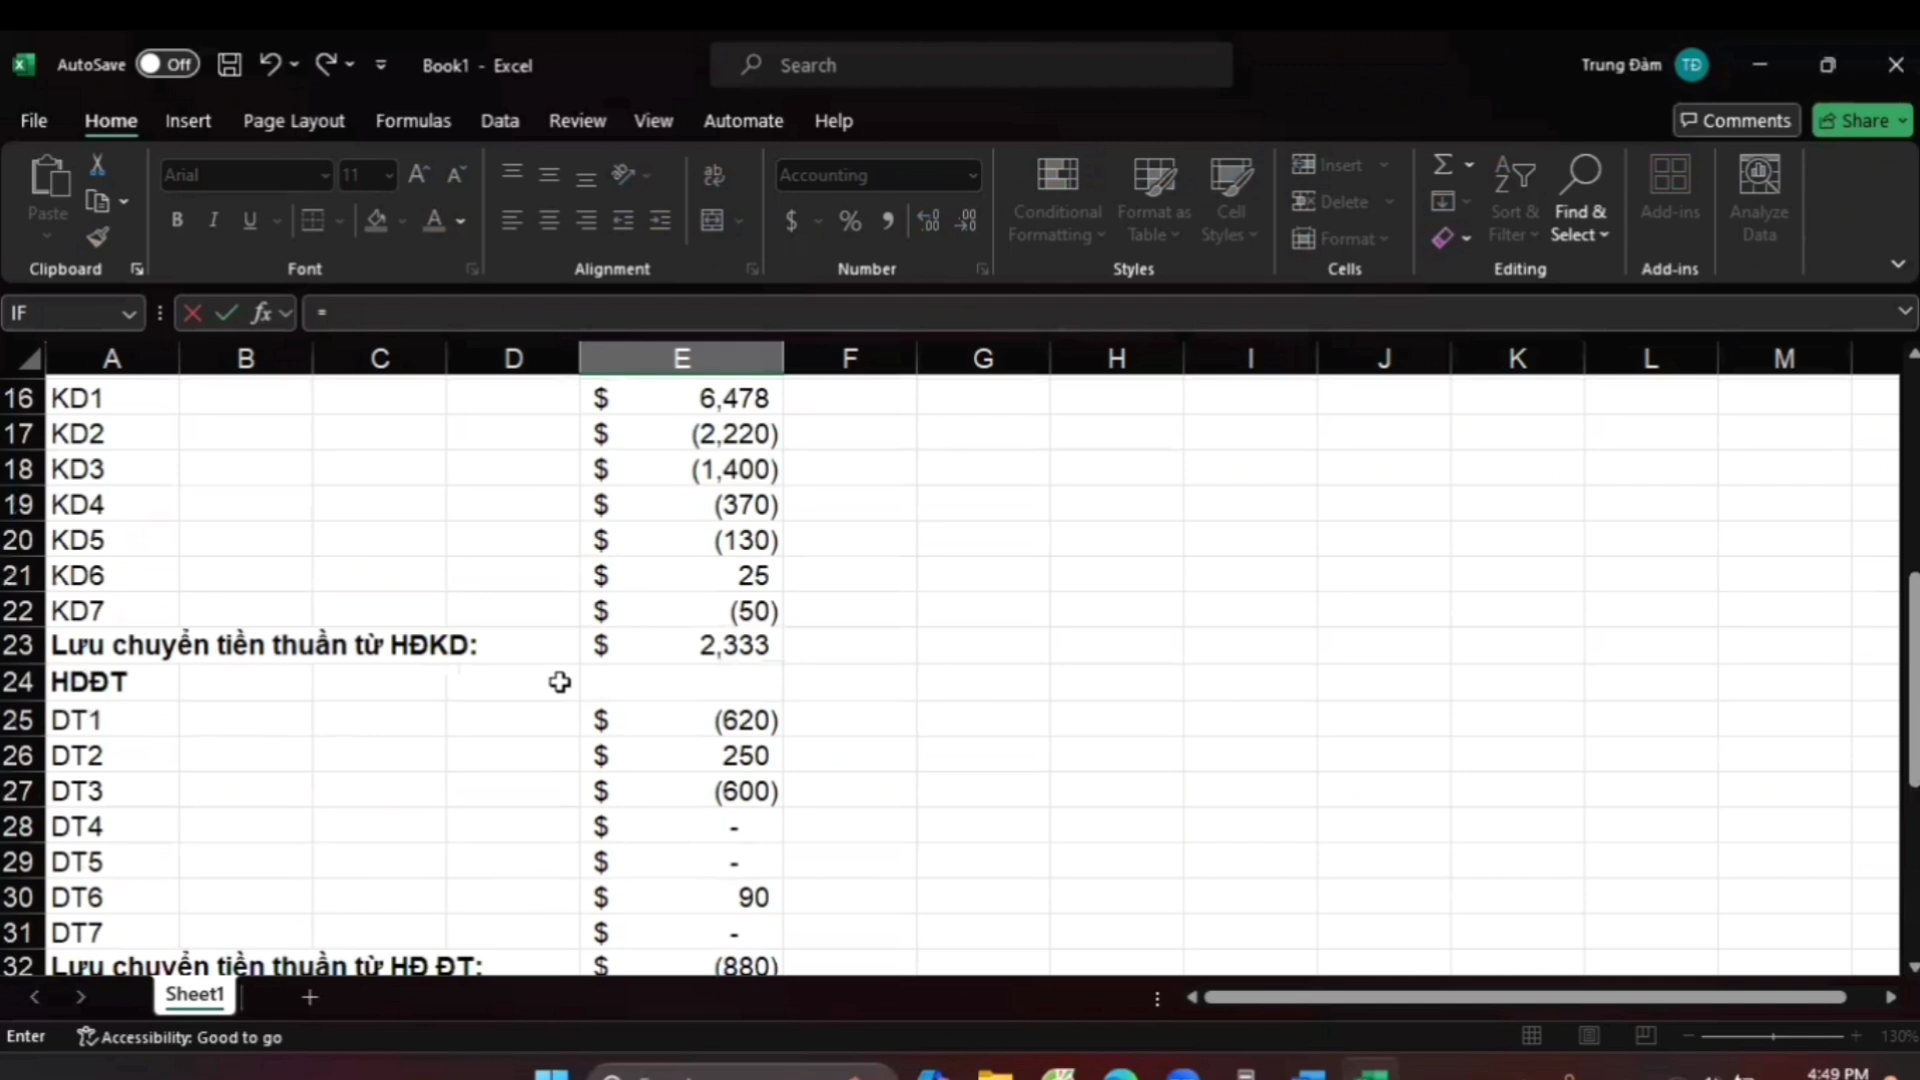 AutoSave Off Book1 - Excel Search Trung Đàm TĐ
File Home Insert Page Layout Formulas Data Review View Automate Help Comments Share
Paste Arial 11 A A ab Accounting Conditional Formatting Format as Table Cell Styles Insert Delete Format Sort & Filter Find & Select Add-ins Analyze Data
B I U A $ % ,
Clipboard Font Alignment Number Styles Cells Editing Add-ins
IF fx =
A B C D E F G H I J K L M
16 KD1 $ 6,478
17 KD2 $ (2,220)
18 KD3 $ (1,400)
19 KD4 $ (370)
20 KD5 $ (130)
21 KD6 $ 25
22 KD7 $ (50)
23 Lưu chuyển tiền thuần từ HĐKD: $ 2,333
24 HDĐT
25 DT1 $ (620)
26 DT2 $ 250
27 DT3 $ (600)
28 DT4 $ -
29 DT5 $ -
30 DT6 $ 90
31 DT7 $ -
32 Lưu chuyển tiền thuần từ HĐ ĐT: $ (880)
Sheet1
Enter Accessibility: Good to go 130%
4:49 PM